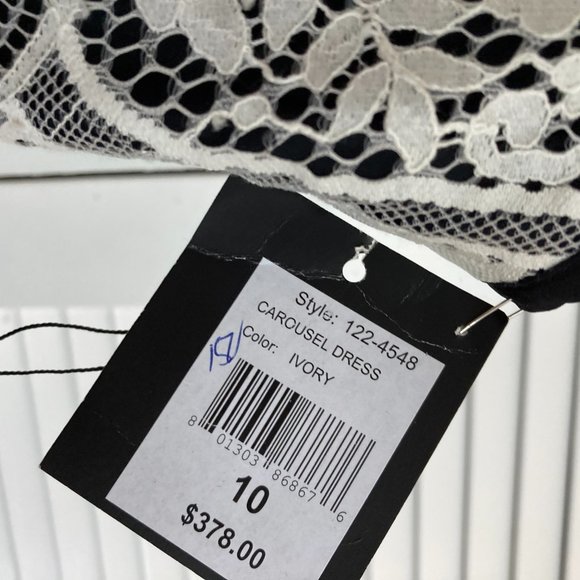 Style: 122-4548
CAROUSEL DRESS
Color: IVORY
8 01303 86867 6
10
$378.00